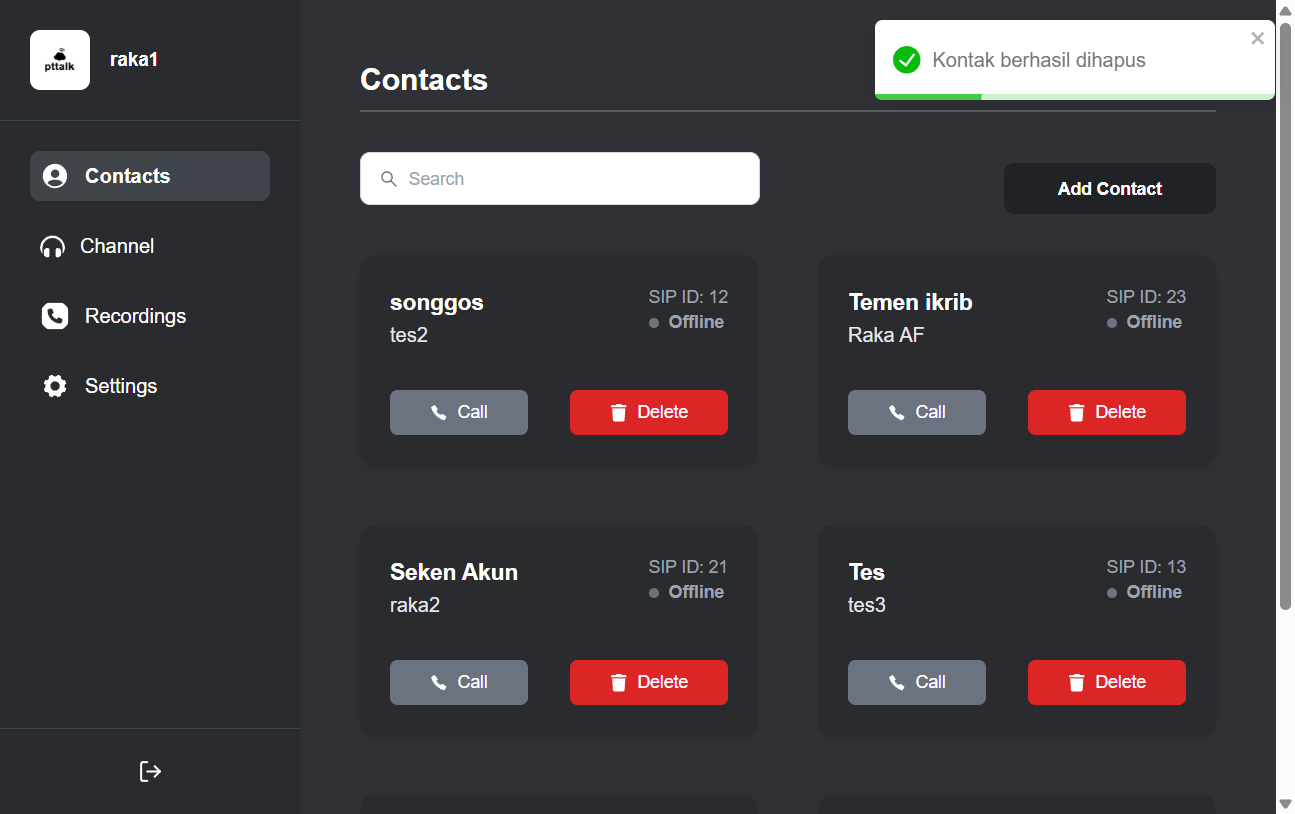 pttalk
raka1
Contacts
Channel
Recordings
Settings
Contacts
Kontak berhasil dihapus
Search
Add Contact
songgos
tes2
SIP ID: 12
Offline
Call
Delete
Temen ikrib
Raka AF
SIP ID: 23
Offline
Call
Delete
Seken Akun
raka2
SIP ID: 21
Offline
Call
Delete
Tes
tes3
SIP ID: 13
Offline
Call
Delete